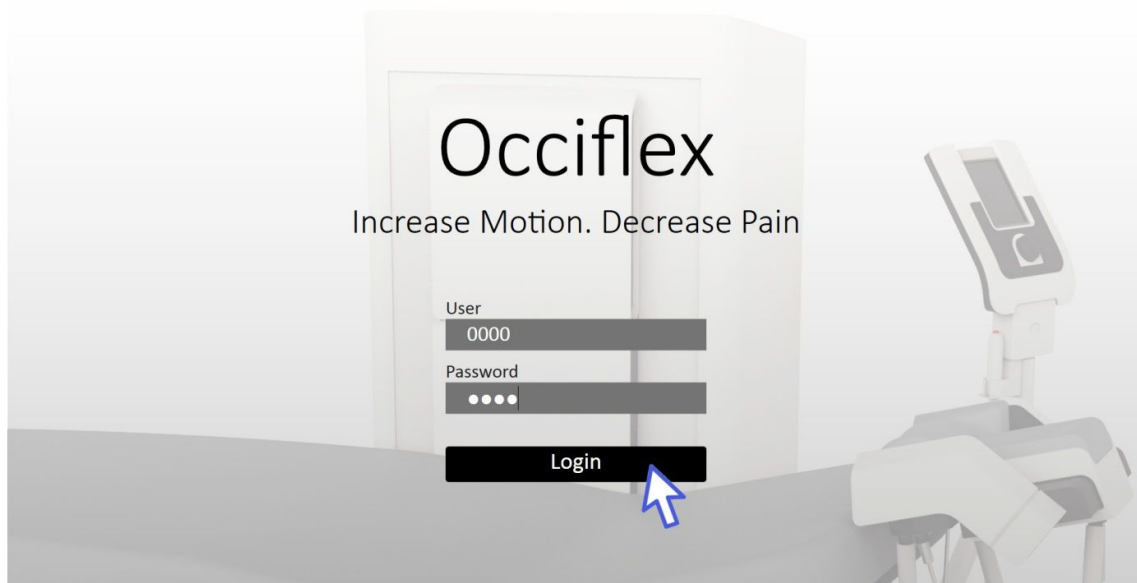 Occiflex
Increase Motion. Decrease Pain
User
0000
Password
●●●●
Login